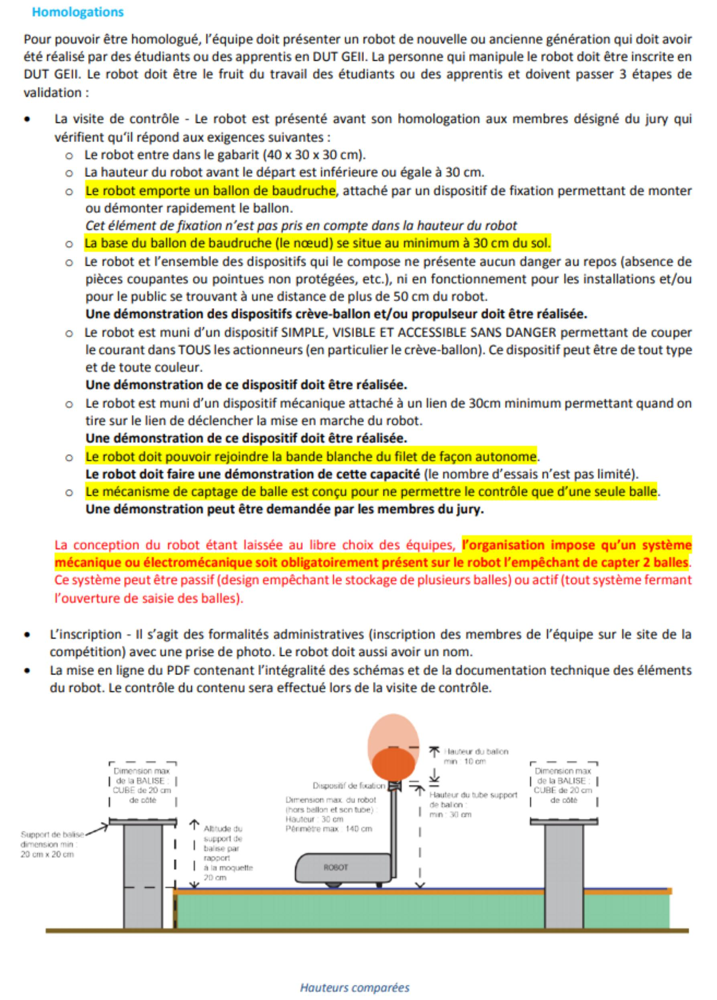 Homologations
Pour pouvoir être homologué, l'équipe doit présenter un robot de nouvelle ou ancienne génération qui doit avoir
été réalisé par des étudiants ou des apprentis en DUT GEII. La personne qui manipule le robot doit être inscrite en
DUT GEII. Le robot doit être le fruit du travail des étudiants ou des apprentis et doivent passer 3 étapes de
validation :
• La visite de contrôle - Le robot est présenté avant son homologation aux membres désigné du jury qui
vérifient qu'il répond aux exigences suivantes :
o Le robot entre dans le gabarit (40 x 30 x 30 cm).
o La hauteur du robot avant le départ est inférieure ou égale à 30 cm.
o Le robot emporte un ballon de baudruche, attaché par un dispositif de fixation permettant de monter
ou démonter rapidement le ballon.
Cet élément de fixation n'est pas pris en compte dans la hauteur du robot
o La base du ballon de baudruche (le nœud) se situe au minimum à 30 cm du sol.
o Le robot et l'ensemble des dispositifs qui le compose ne présente aucun danger au repos (absence de
pièces coupantes ou pointues non protégées, etc.), ni en fonctionnement pour les installations et/ou
pour le public se trouvant à une distance de plus de 50 cm du robot.
Une démonstration des dispositifs crève-ballon et/ou propulseur doit être réalisée.
o Le robot est muni d'un dispositif SIMPLE, VISIBLE ET ACCESSIBLE SANS DANGER permettant de couper
le courant dans TOUS les actionneurs (en particulier le crève-ballon). Ce dispositif peut être de tout type
et de toute couleur.
Une démonstration de ce dispositif doit être réalisée.
o Le robot est muni d'un dispositif mécanique attaché à un lien de 30cm minimum permettant quand on
tire sur le lien de déclencher la mise en marche du robot.
Une démonstration de ce dispositif doit être réalisée.
o Le robot doit pouvoir rejoindre la bande blanche du filet de façon autonome.
Le robot doit faire une démonstration de cette capacité (le nombre d'essais n'est pas limité).
o Le mécanisme de captage de balle est conçu pour ne permettre le contrôle que d'une seule balle.
Une démonstration peut être demandée par les membres du jury.
La conception du robot étant laissée au libre choix des équipes, l'organisation impose qu'un système
mécanique ou électromécanique soit obligatoirement présent sur le robot l'empêchant de capter 2 balles.
Ce système peut être passif (design empêchant le stockage de plusieurs balles) ou actif (tout système fermant
l'ouverture de saisie des balles).
• L'inscription - Il s'agit des formalités administratives (inscription des membres de l'équipe sur le site de la
compétition) avec une prise de photo. Le robot doit aussi avoir un nom.
• La mise en ligne du PDF contenant l'intégralité des schémas et de la documentation technique des éléments
du robot. Le contrôle du contenu sera effectué lors de la visite de contrôle.
Dimension max
de la BALISE :
CUBE de 20 cm
de côté
Support de balise
dimension min :
20 cm x 20 cm
Altitude du
support de
balise par
rapport
à la moquette
20 cm
Dispositif de fixation
Dimension max. du robot
(hors ballon et son tube) :
Hauteur : 30 cm
Périmètre max : 140 cm
ROBOT
Hauteur du ballon
min : 10 cm
Hauteur du tube support
de ballon :
min : 30 cm
Dimension max
de la BALISE :
CUBE de 20 cm
de côté
Hauteurs comparées